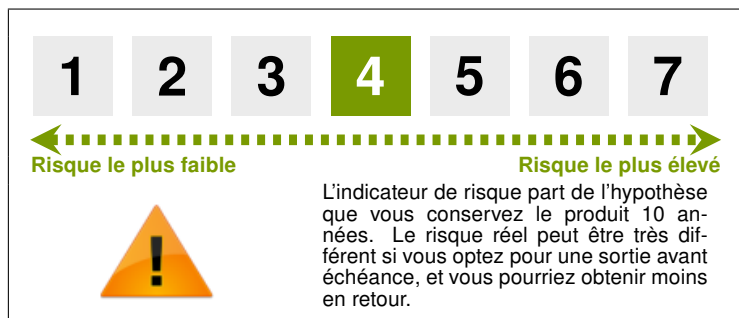 1 2 3 4 5 6 7
Risque le plus faible Risque le plus élevé
L'indicateur de risque part de l'hypothèse
que vous conservez le produit 10 an-
nées. Le risque réel peut être très dif-
férent si vous optez pour une sortie avant
échéance, et vous pourriez obtenir moins
en retour.